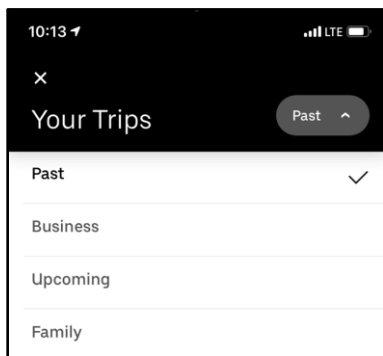 10:13
LTE
Your Trips
Past
Past
Business
Upcoming
Family